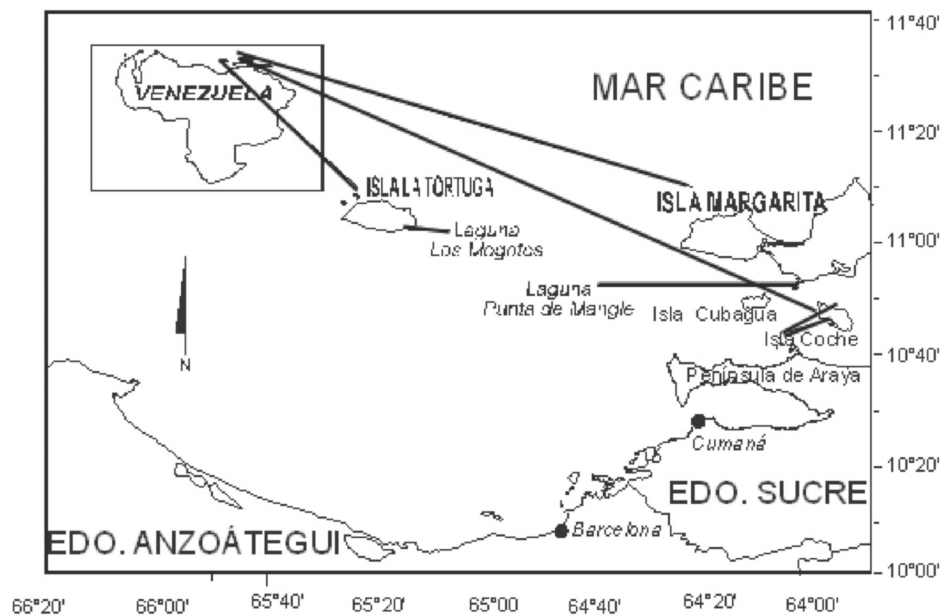 11°40'
VENEZUELA
MAR CARIBE
11°20'
ISLA LA TORTUGA
ISLA MARGARITA
Laguna
Los Mogotes
11°00'
Laguna
Punta de Mangle
Isla Cubagua
Isla Coche
N
10°40'
Península de Araya
Cumaná
10°20'
EDO. SUCRE
Barcelona
EDO. ANZOÁTEGUI
10°00'
66°20'
66°00'
65°40'
65°20'
65°00'
64°40'
64°20'
64°00'